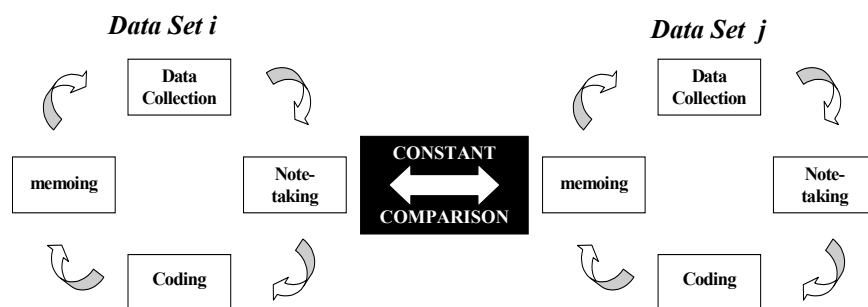 Data Set i
Data
Collection
memoing
Note-
taking
Coding
CONSTANT
COMPARISON
Data Set j
Data
Collection
memoing
Note-
taking
Coding